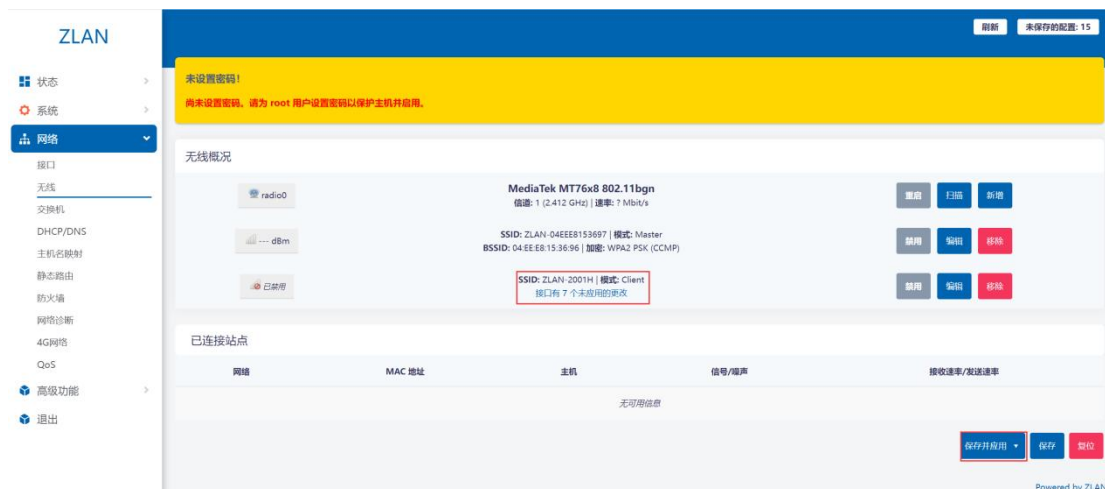 ZLAN
刷新 未保存的配置: 15
状态
系统
网络
接口
无线
交换机
DHCP/DNS
主机名映射
静态路由
防火墙
网络诊断
4G网络
QoS
高级功能
退出
未设置密码!
尚未设置密码。请为 root 用户设置密码以保护主机并启用。
无线概况
radio0
MediaTek MT76x8 802.11bgn
信道: 1 (2.412 GHz) | 速率: ? Mbit/s
重启 扫描 新增
--- dBm
SSID: ZLAN-04EEE8153697 | 模式: Master
BSSID: 04:EE:E8:15:36:96 | 加密: WPA2 PSK (CCMP)
禁用 编辑 移除
已禁用
SSID: ZLAN-2001H | 模式: Client
接口有 7 个未应用的更改
禁用 编辑 移除
已连接站点
网络 MAC 地址 主机 信号/噪声 接收速率/发送速率
无可用信息
保存并应用 保存 复位
Powered by ZLAN